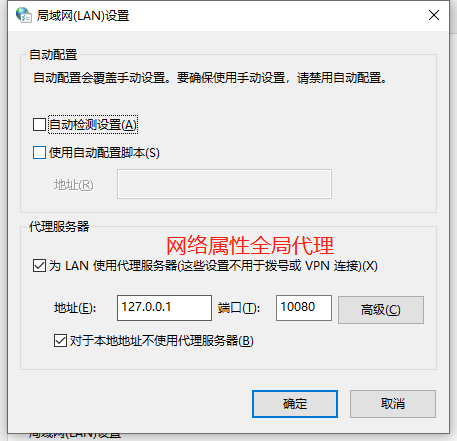 局域网(LAN)设置
自动配置
自动配置会覆盖手动设置。要确保使用手动设置，请禁用自动配置。
自动检测设置(A)
使用自动配置脚本(S)
地址(R)
代理服务器
网络属性全局代理
为 LAN 使用代理服务器(这些设置不用于拨号或 VPN 连接)(X)
地址(E): 127.0.0.1 端口(T): 10080 高级(C)
对于本地地址不使用代理服务器(B)
确定 取消
局域网(LAN)设置